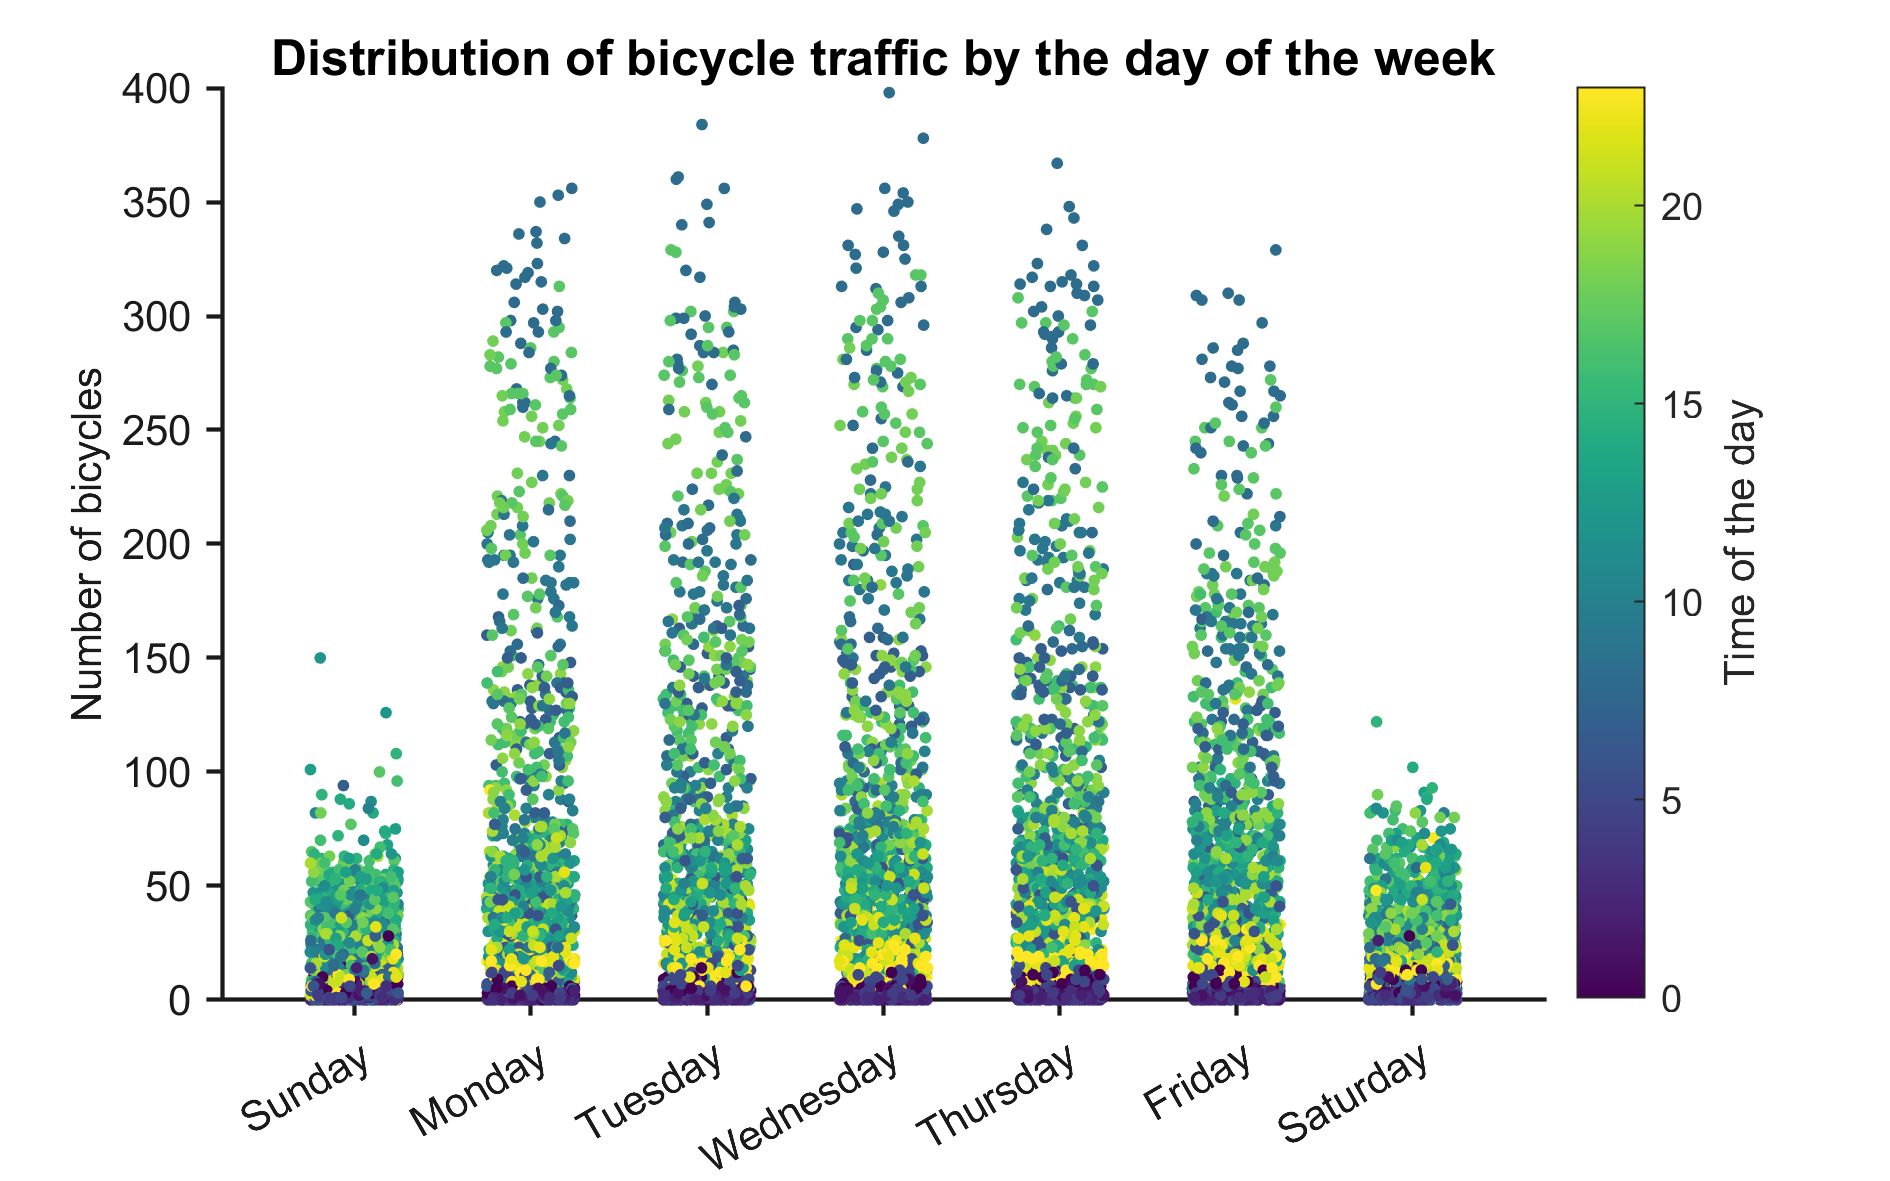 Distribution of bicycle traffic by the day of the week
Number of bicycles
400
350
300
250
200
150
100
50
0
Sunday
Monday
Tuesday
Wednesday
Thursday
Friday
Saturday
20
15
10
5
0
Time of the day